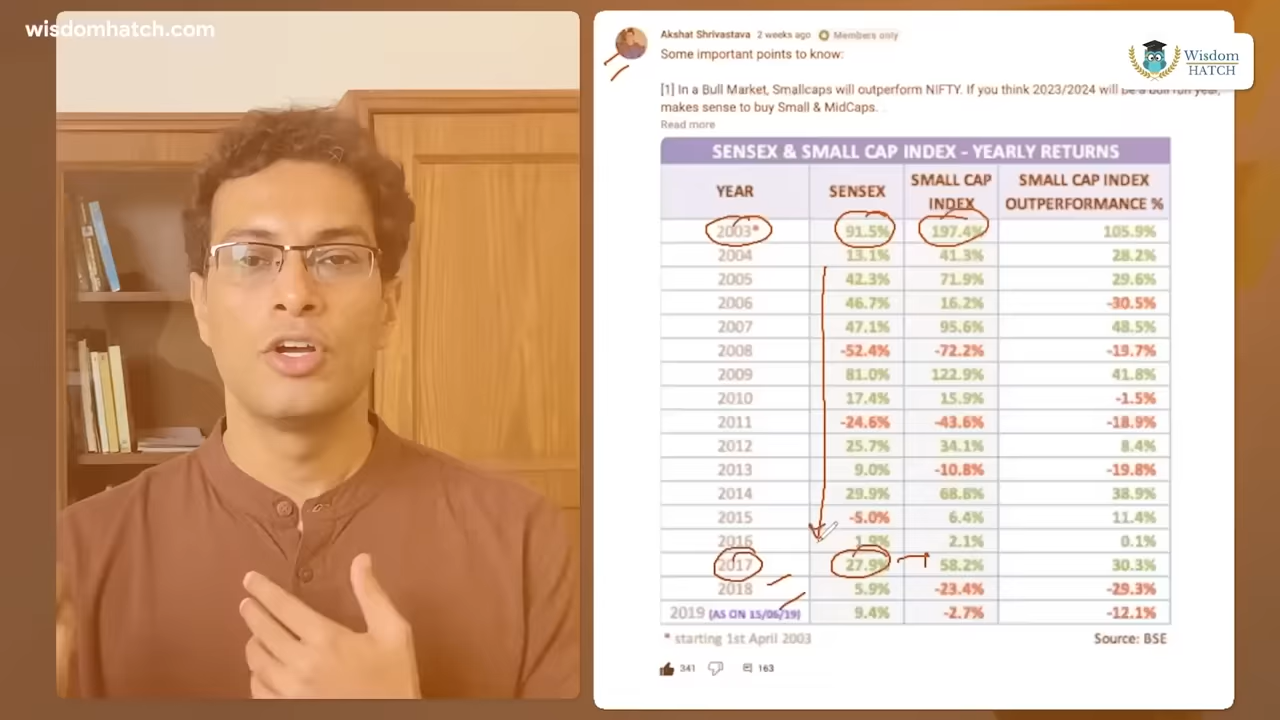 wisdomhatch.com
Akshat Shrivastava 2 weeks ago Members only
Some important points to know:
Wisdom
HATCH
[1] In a Bull Market, Smallcaps will outperform NIFTY. If you think 2023/2024 will be a bull run year,
makes sense to buy Small & MidCaps.
Read more
SENSEX & SMALL CAP INDEX - YEARLY RETURNS
YEAR SENSEX SMALL CAP INDEX SMALL CAP INDEX OUTPERFORMANCE %
2003* 91.5% 197.4% 105.9%
2004 13.1% 41.3% 28.2%
2005 42.3% 71.9% 29.6%
2006 46.7% 16.2% -30.5%
2007 47.1% 95.6% 48.5%
2008 -52.4% -72.2% -19.7%
2009 81.0% 122.9% 41.8%
2010 17.4% 15.9% -1.5%
2011 -24.6% -43.6% -18.9%
2012 25.7% 34.1% 8.4%
2013 9.0% -10.8% -19.8%
2014 29.9% 68.8% 38.9%
2015 -5.0% 6.4% 11.4%
2016 1.9% 2.1% 0.1%
2017 27.9% 58.2% 30.3%
2018 5.9% -23.4% -29.3%
2019 (AS ON 15/06/19) 9.4% -2.7% -12.1%
* starting 1st April 2003 Source: BSE
341 163